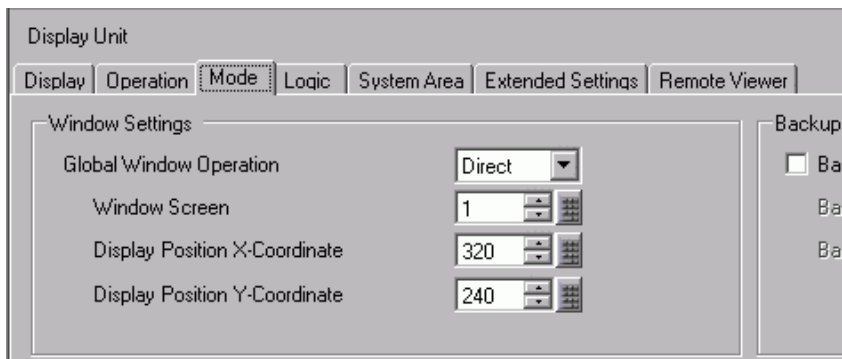 Display Unit
Display Operation Mode Logic System Area Extended Settings Remote Viewer
Window Settings Backup
Global Window Operation Direct
Window Screen 1
Display Position X-Coordinate 320
Display Position Y-Coordinate 240